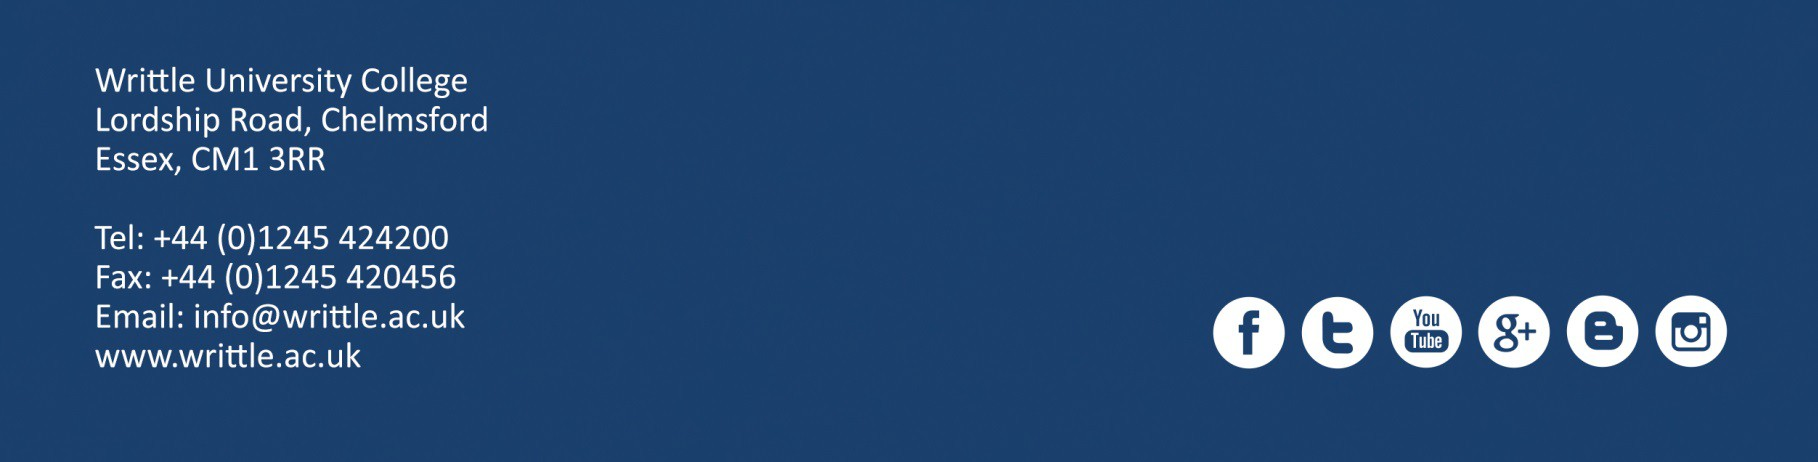 Writtle University College
Lordship Road, Chelmsford
Essex, CM1 3RR
Tel: +44 (0)1245 424200
Fax: +44 (0)1245 420456
Email: info@writtle.ac.uk
www.writtle.ac.uk
f t You Tube g+ B